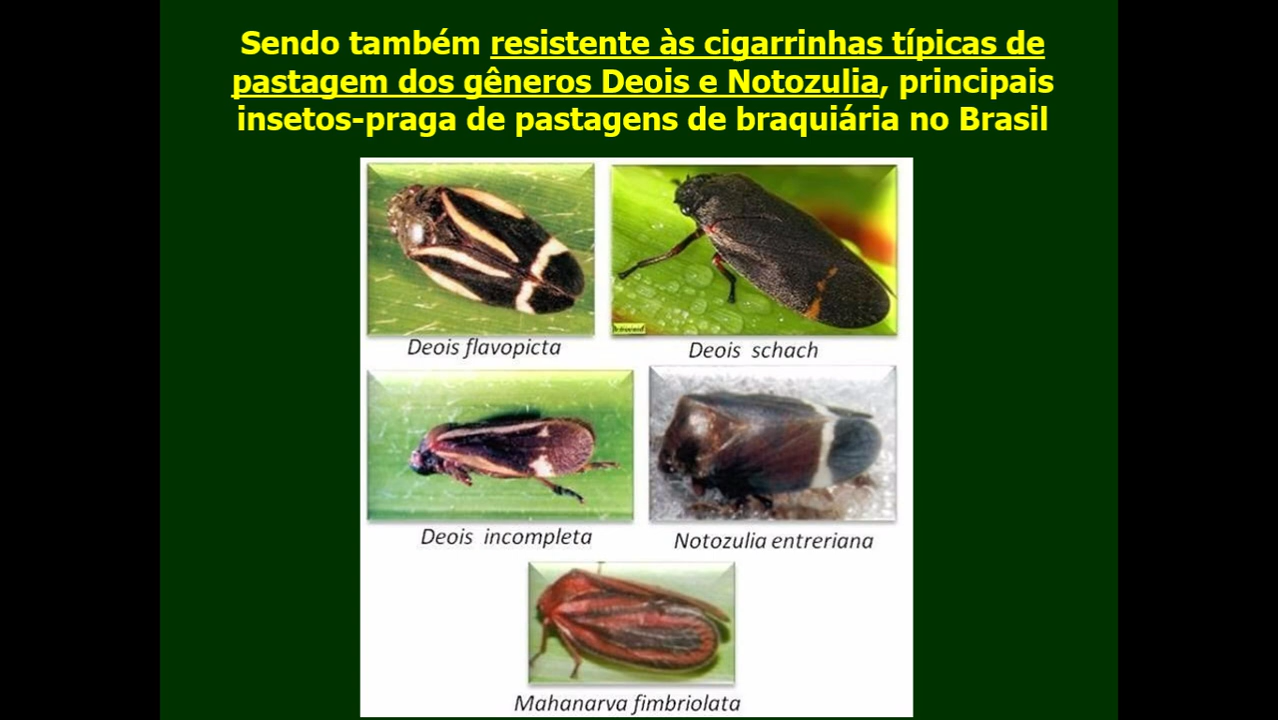 Sendo também resistente às cigarrinhas típicas de
pastagem dos gêneros Deois e Notozulia, principais
insetos-praga de pastagens de braquiária no Brasil
Deois flavopicta
Deois schach
Deois incompleta
Notozulia entreriana
Mahanarva fimbriolata